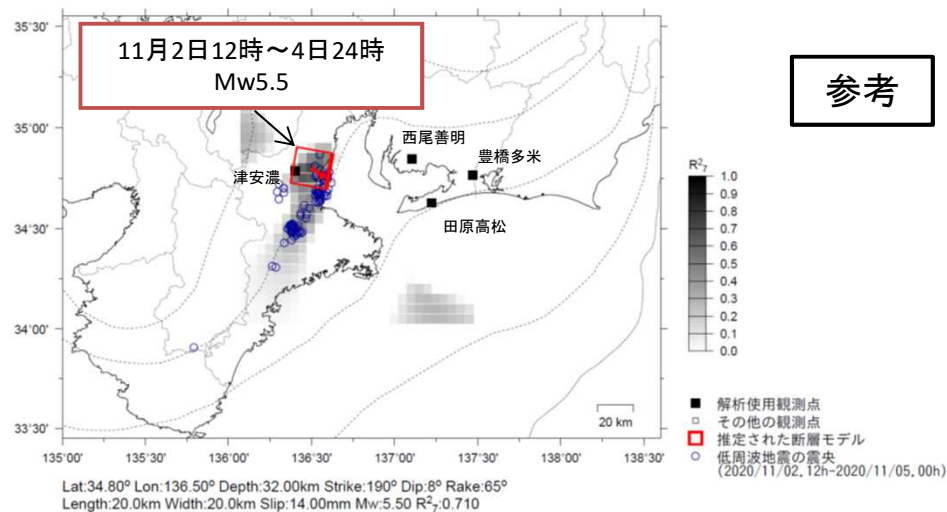 11月2日12時～4日24時
Mw5.5
参考
35°30'
35°00'
34°30'
34°00'
33°30'
135°00'
135°30'
136°00'
136°30'
137°00'
137°30'
138°00'
138°30'
津安濃
西尾善明
豊橋多米
田原高松
20 km
R²₇
1.0
0.9
0.8
0.7
0.6
0.5
0.4
0.3
0.2
0.1
0.0
解析使用観測点
その他の観測点
推定された断層モデル
低周波地震の震央
(2020/11/02.12h-2020/11/05.00h)
Lat:34.80º Lon:136.50º Depth:32.00km Strike:190º Dip:8º Rake:65º
Length:20.0km Width:20.0km Slip:14.00mm Mw:5.50 R²₇:0.710